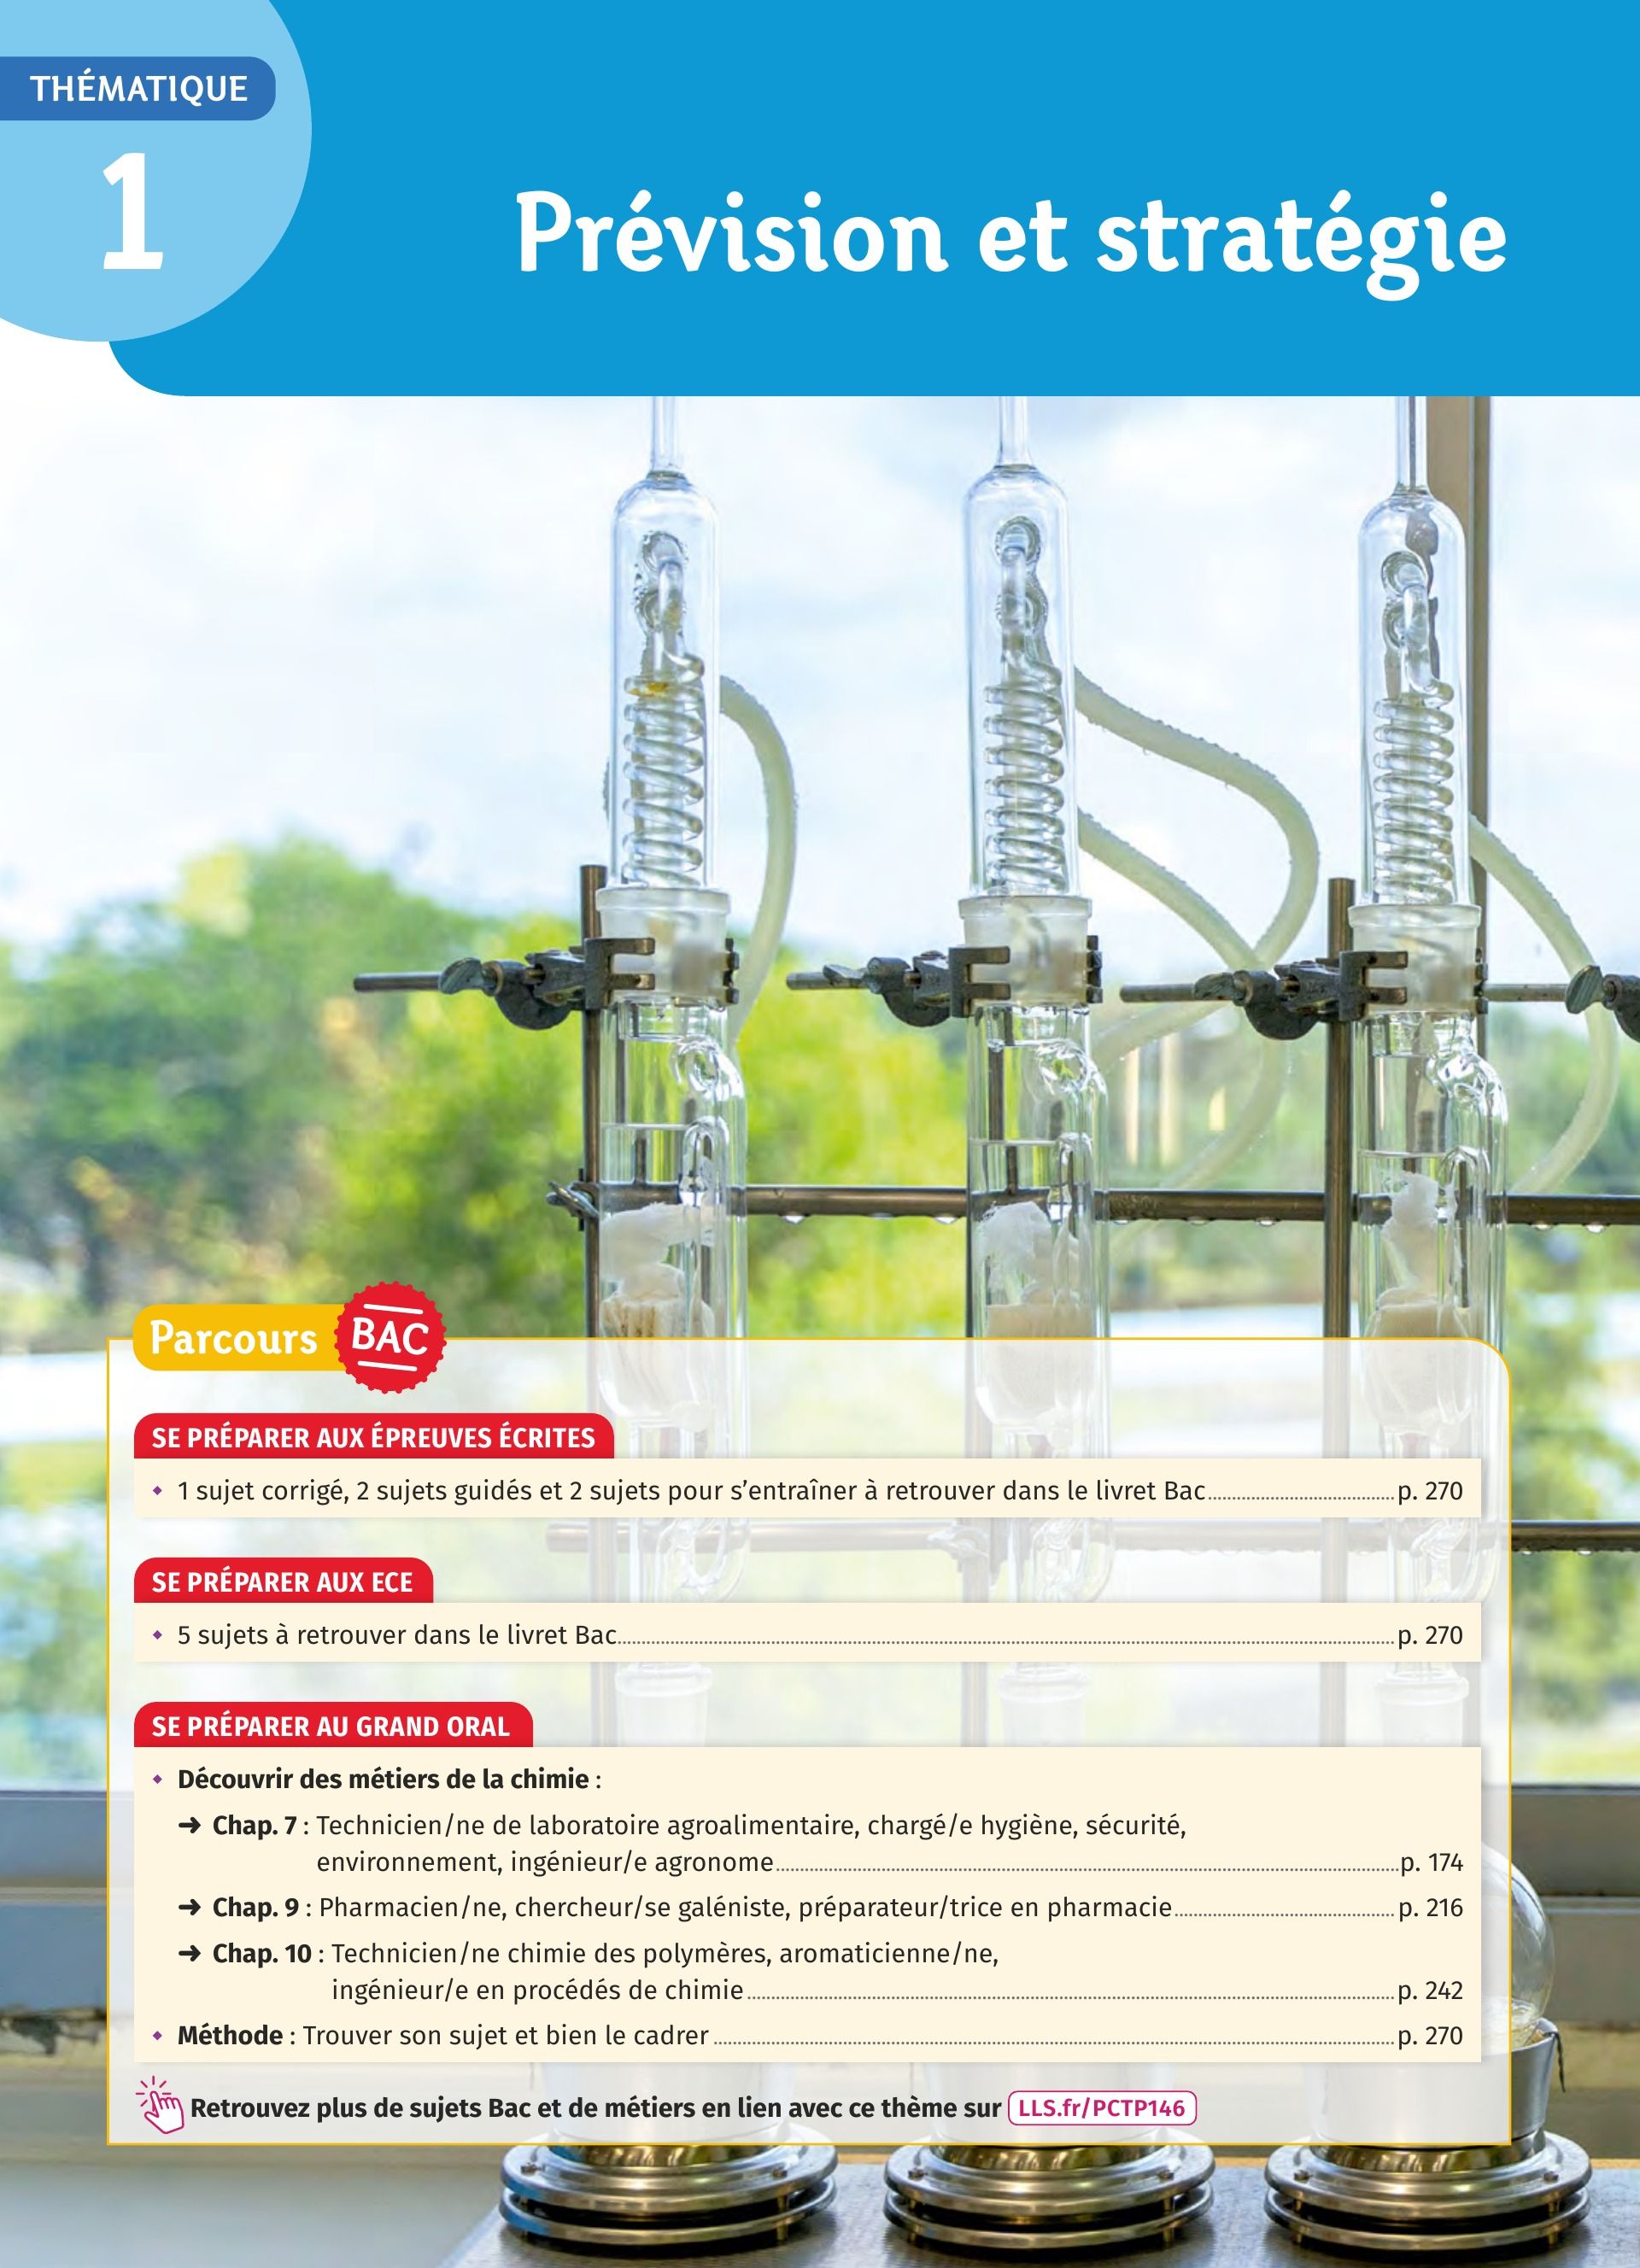 THÉMATIQUE
1
Prévision et stratégie
Parcours BAC
SE PRÉPARER AUX ÉPREUVES ÉCRITES
◆ 1 sujet corrigé, 2 sujets guidés et 2 sujets pour s’entraîner à retrouver dans le livret Bac p. 270
SE PRÉPARER AUX ECE
◆ 5 sujets à retrouver dans le livret Bac p. 270
SE PRÉPARER AU GRAND ORAL
◆ Découvrir des métiers de la chimie :
➜ Chap. 7 : Technicien/ne de laboratoire agroalimentaire, chargé/e hygiène, sécurité,
environnement, ingénieur/e agronome p. 174
➜ Chap. 9 : Pharmacien/ne, chercheur/se galéniste, préparateur/trice en pharmacie p. 216
➜ Chap. 10 : Technicien/ne chimie des polymères, aromaticienne/ne,
ingénieur/e en procédés de chimie p. 242
◆ Méthode : Trouver son sujet et bien le cadrer p. 270
Retrouvez plus de sujets Bac et de métiers en lien avec ce thème sur LLS.fr/PCTP146